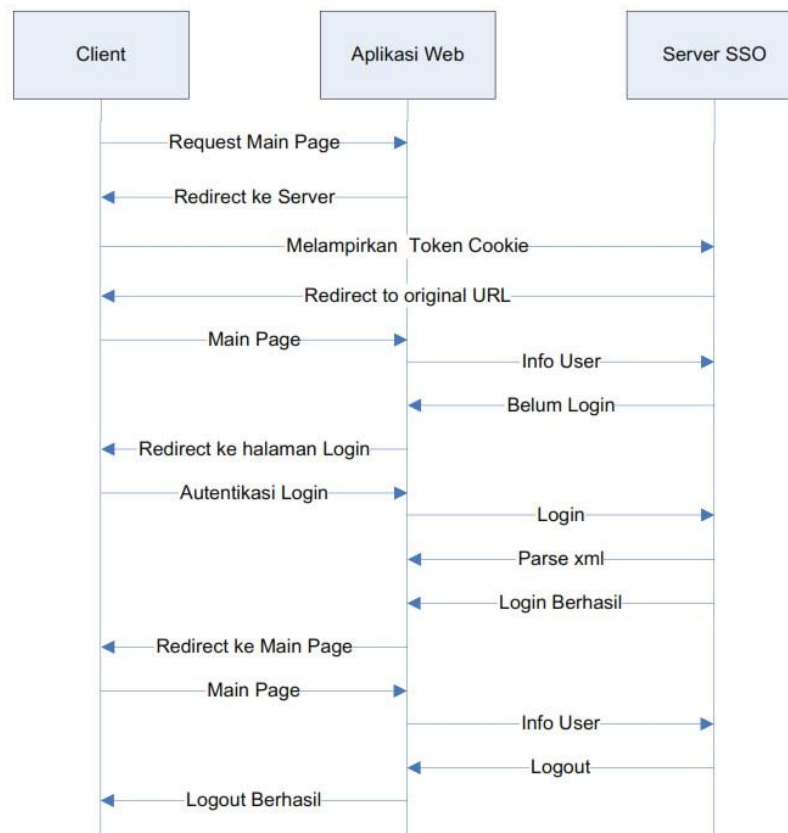 Client
Aplikasi Web
Server SSO
Request Main Page
Redirect ke Server
Melampirkan Token Cookie
Redirect to original URL
Main Page
Info User
Belum Login
Redirect ke halaman Login
Autentikasi Login
Login
Parse xml
Login Berhasil
Redirect ke Main Page
Main Page
Info User
Logout
Logout Berhasil